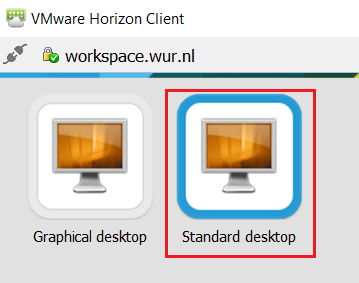 VMware Horizon Client
workspace.wur.nl
Graphical desktop
Standard desktop